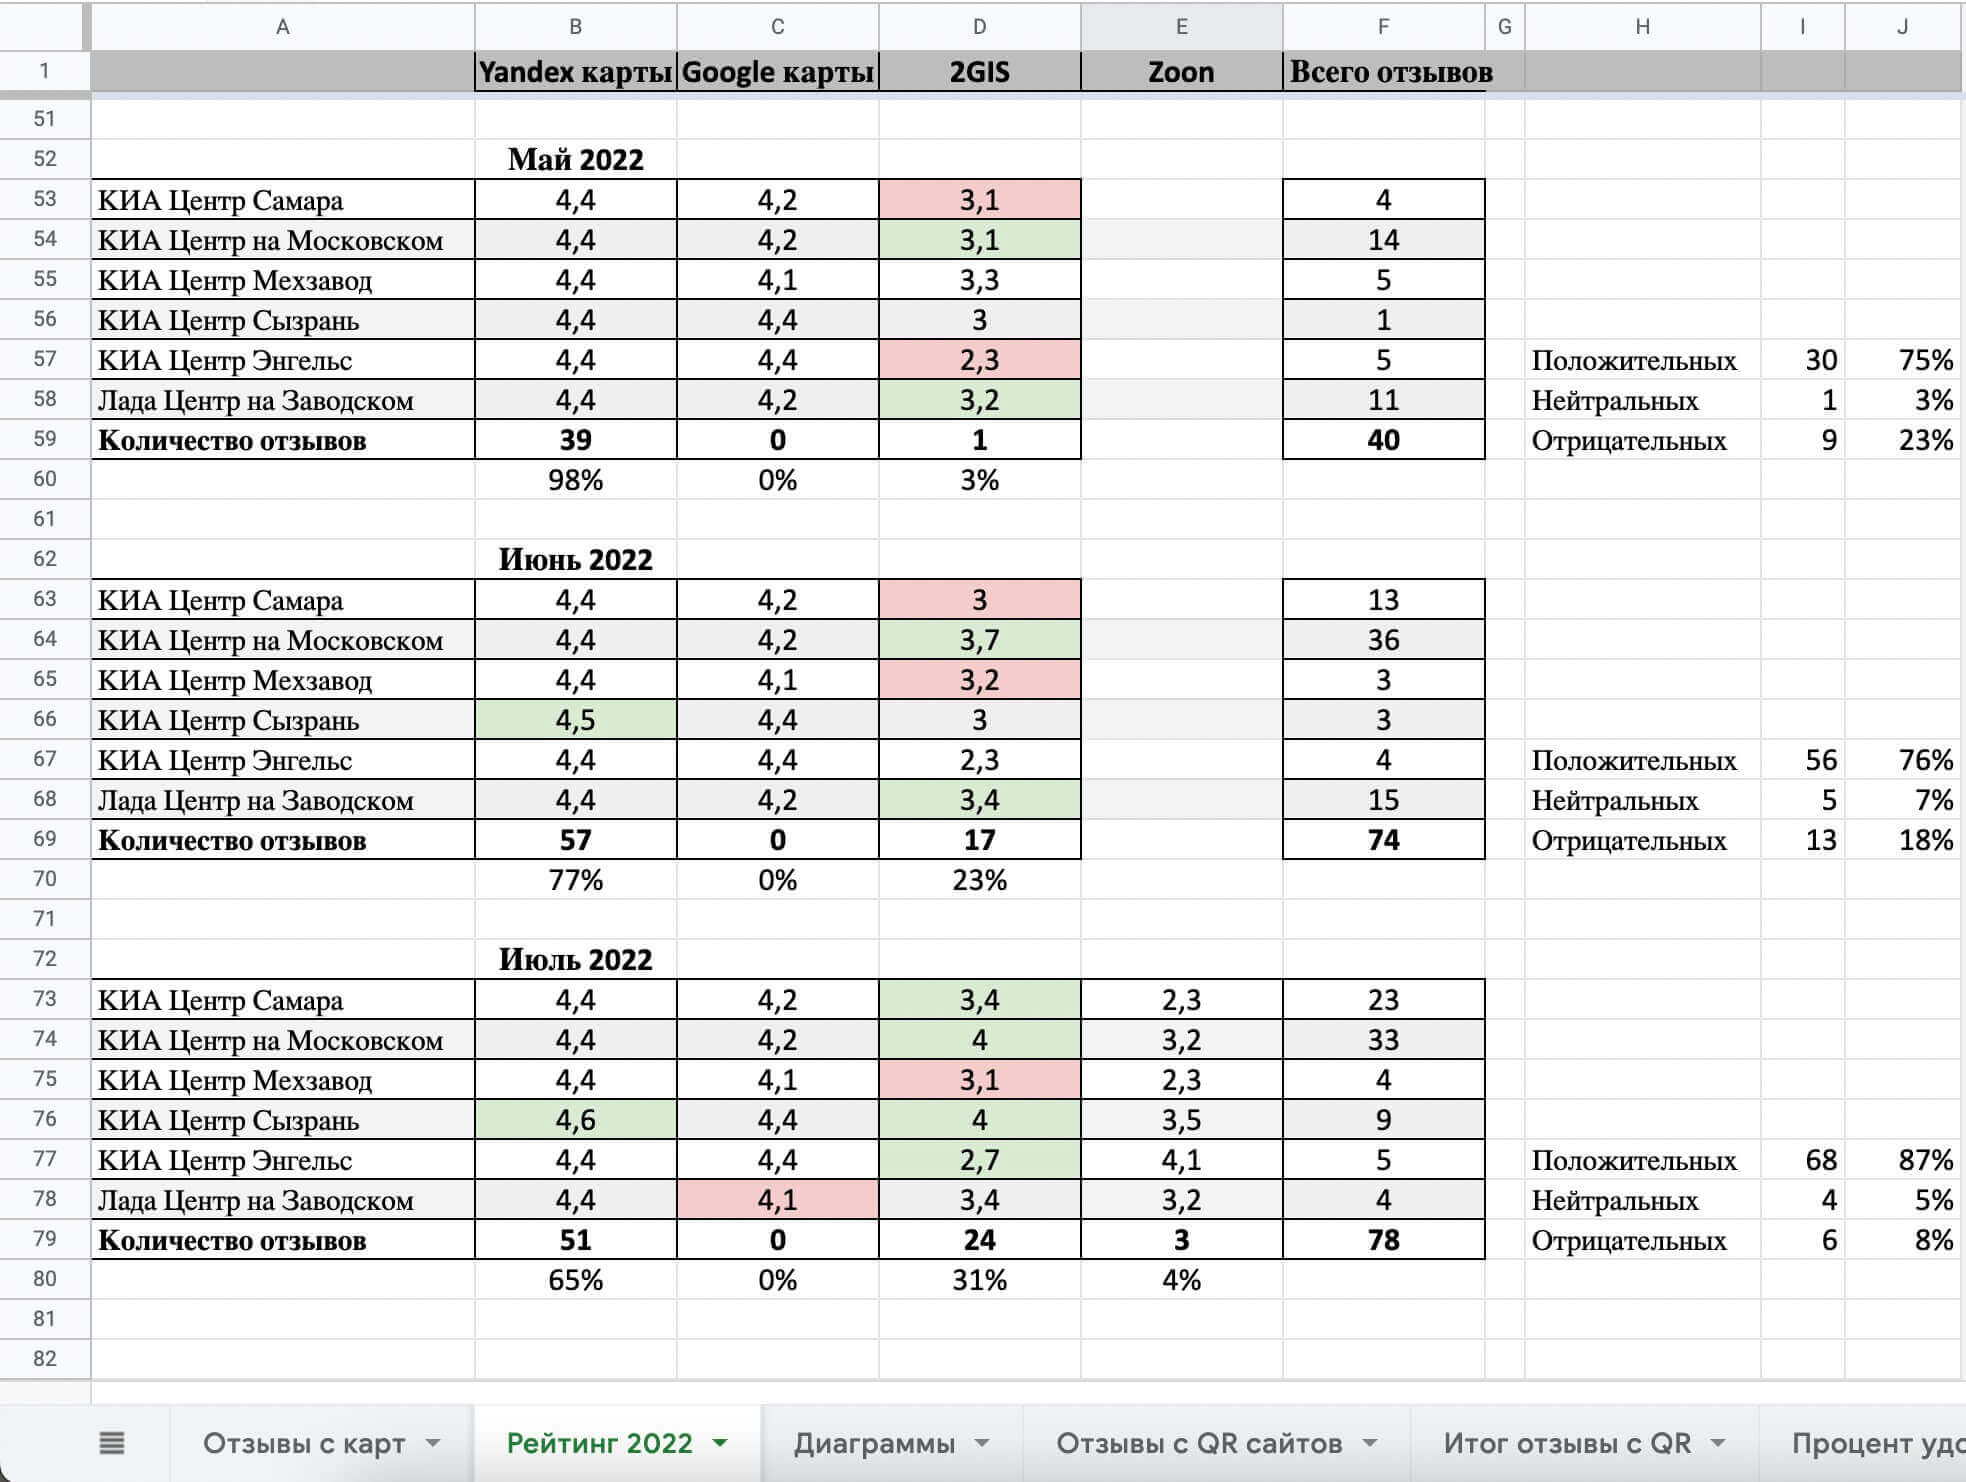 A B C D E F G H I J
1 Yandex карты Google карты 2GIS Zoon Всего отзывов
51
52 Май 2022
53 КИА Центр Самара 4,4 4,2 3,1 4
54 КИА Центр на Московском 4,4 4,2 3,1 14
55 КИА Центр Мехзавод 4,4 4,1 3,3 5
56 КИА Центр Сызрань 4,4 4,4 3 1
57 КИА Центр Энгельс 4,4 4,4 2,3 5 Положительных 30 75%
58 Лада Центр на Заводском 4,4 4,2 3,2 11 Нейтральных 1 3%
59 Количество отзывов 39 0 1 40 Отрицательных 9 23%
60 98% 0% 3%
61
62 Июнь 2022
63 КИА Центр Самара 4,4 4,2 3 13
64 КИА Центр на Московском 4,4 4,2 3,7 36
65 КИА Центр Мехзавод 4,4 4,1 3,2 3
66 КИА Центр Сызрань 4,5 4,4 3 3
67 КИА Центр Энгельс 4,4 4,4 2,3 4 Положительных 56 76%
68 Лада Центр на Заводском 4,4 4,2 3,4 15 Нейтральных 5 7%
69 Количество отзывов 57 0 17 74 Отрицательных 13 18%
70 77% 0% 23%
71
72 Июль 2022
73 КИА Центр Самара 4,4 4,2 3,4 2,3 23
74 КИА Центр на Московском 4,4 4,2 4 3,2 33
75 КИА Центр Мехзавод 4,4 4,1 3,1 2,3 4
76 КИА Центр Сызрань 4,6 4,4 4 3,5 9
77 КИА Центр Энгельс 4,4 4,4 2,7 4,1 5 Положительных 68 87%
78 Лада Центр на Заводском 4,4 4,1 3,4 3,2 4 Нейтральных 4 5%
79 Количество отзывов 51 0 24 3 78 Отрицательных 6 8%
80 65% 0% 31% 4%
81
82
Отзывы с карт Рейтинг 2022 Диаграммы Отзывы с QR сайтов Итог отзывы с QR Процент удо